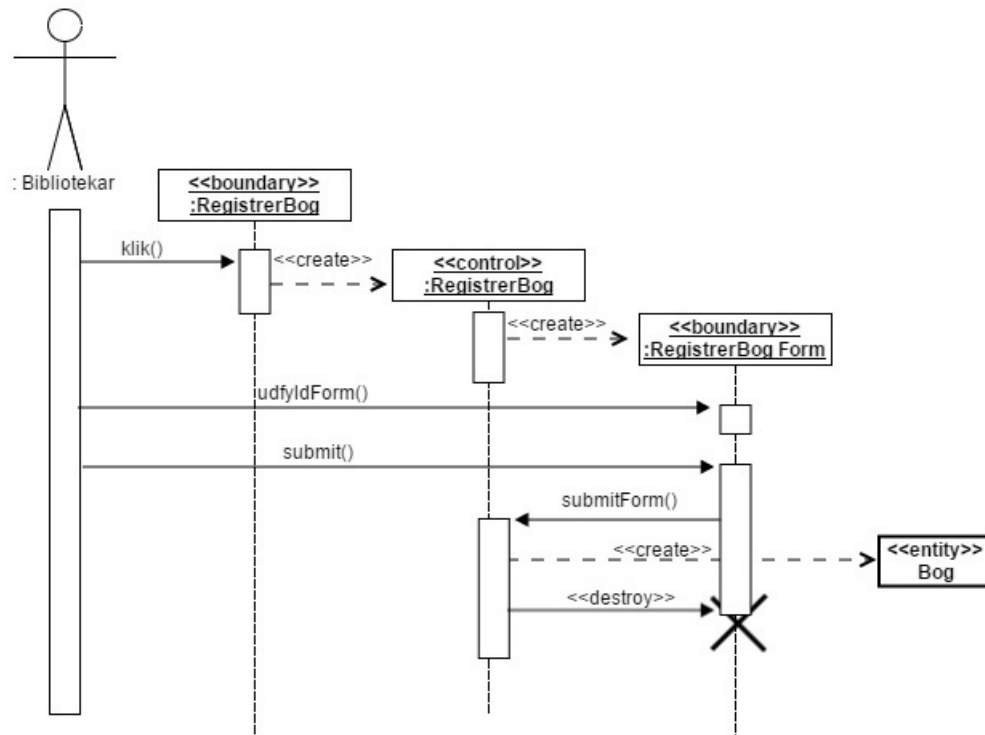 : Bibliotekar
<<boundary>>
:RegistrerBog
klik()
<<create>>
<<control>>
:RegistrerBog
<<create>>
<<boundary>>
:RegistrerBog Form
udfyldForm()
submit()
submitForm()
<<create>>
<<entity>>
Bog
<<destroy>>